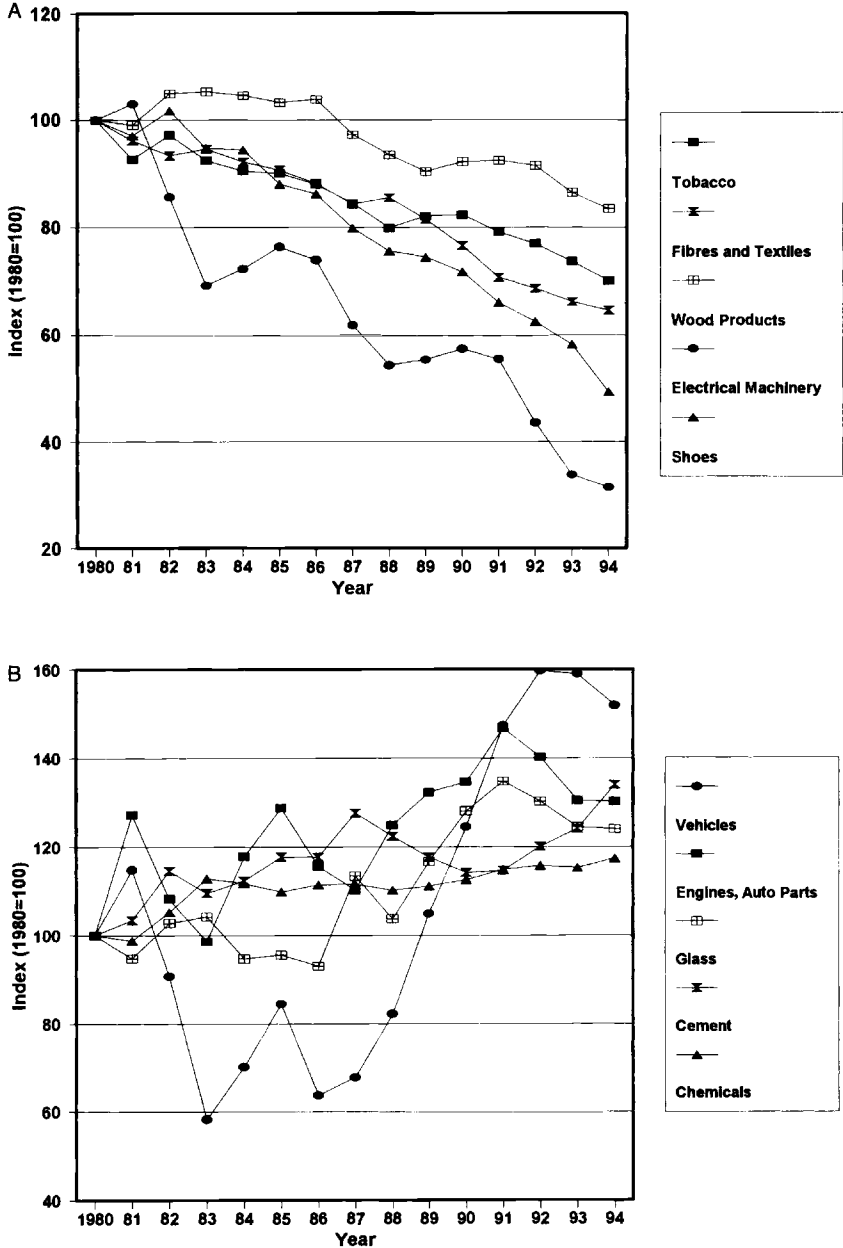 A
120
100
80
60
40
20
Index (1980=100)
1980 81 82 83 84 85 86 87 88 89 90 91 92 93 94
Year
Tobacco
Fibres and Textiles
Wood Products
Electrical Machinery
Shoes
B
160
140
120
100
80
60
40
Index (1980=100)
1980 81 82 83 84 85 86 87 88 89 90 91 92 93 94
Year
Vehicles
Engines, Auto Parts
Glass
Cement
Chemicals